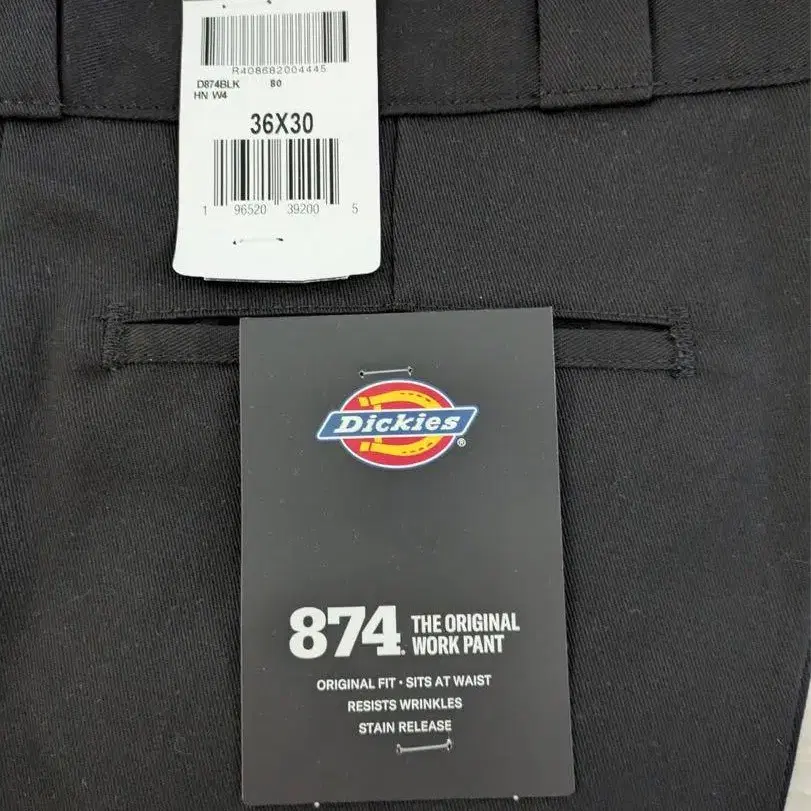 R408682004445
D874BLK 80
HN W4
36X30
1 96520 39200 5
Dickies®
874® THE ORIGINAL
WORK PANT
ORIGINAL FIT • SITS AT WAIST
RESISTS WRINKLES
STAIN RELEASE